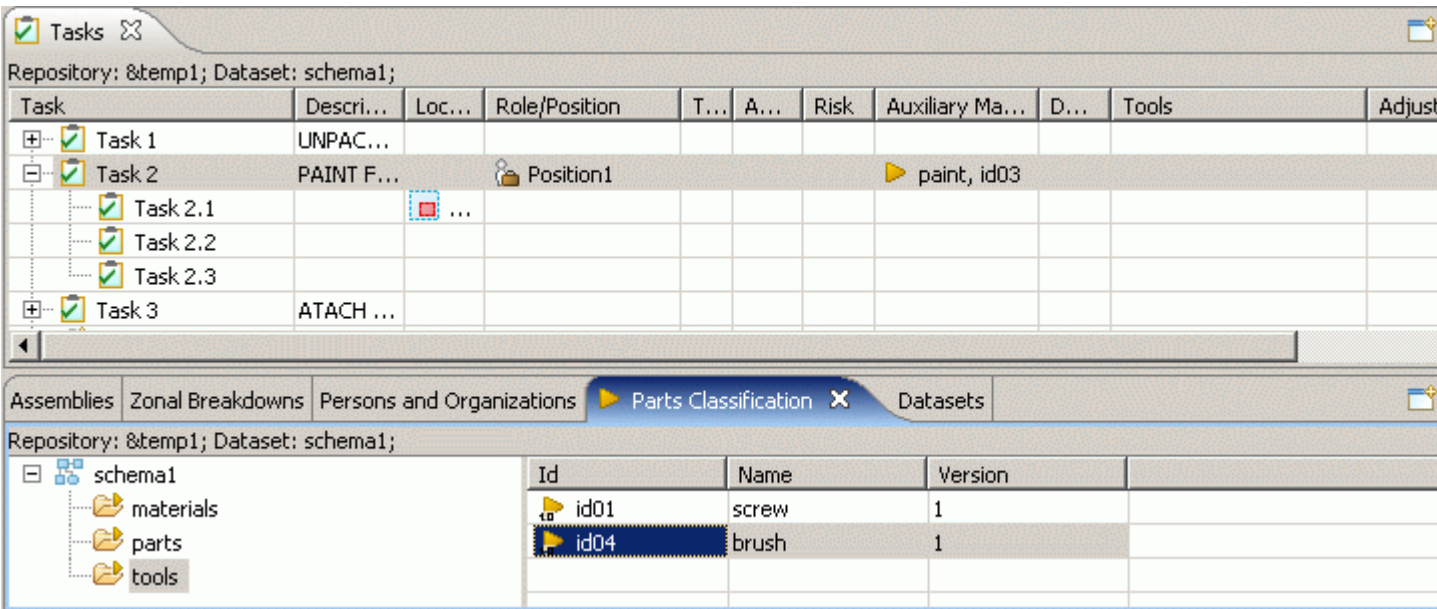 Tasks
Repository: &temp1; Dataset: schema1;
Task Descri... Loc... Role/Position T... A... Risk Auxiliary Ma... D... Tools Adjust
Task 1 UNPAC...
Task 2 PAINT F... Position1 paint, id03
Task 2.1 ...
Task 2.2
Task 2.3
Task 3 ATACH ...
Assemblies Zonal Breakdowns Persons and Organizations Parts Classification Datasets
Repository: &temp1; Dataset: schema1;
schema1 Id Name Version
materials id01 screw 1
parts id04 brush 1
tools